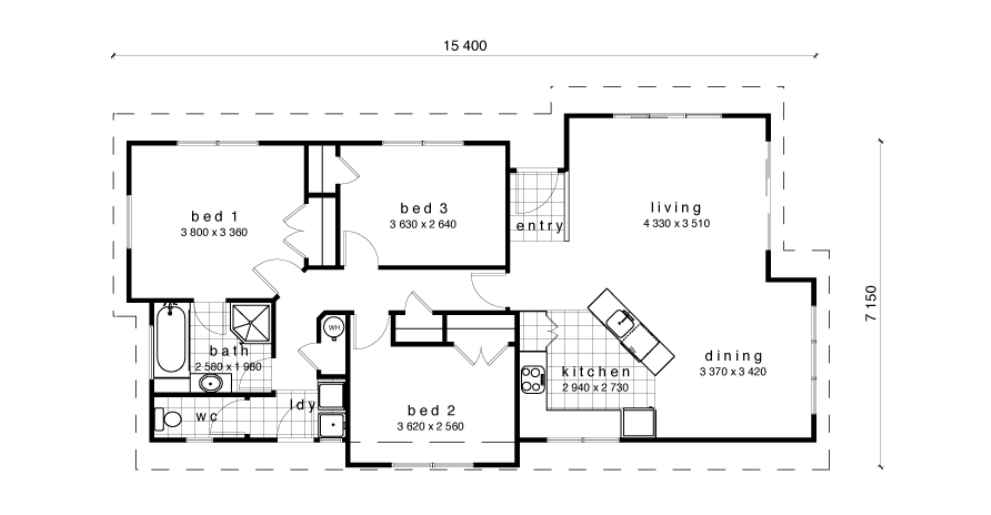 15 400
bed 1
3 800 x 3 360
bed 3
3 630 x 2 640
entry
living
4 330 x 3 510
7 150
WH
bath
2 580 x 1 980
kitchen
2 940 x 2 730
dining
3 370 x 3 420
wc
ldy
bed 2
3 620 x 2 560